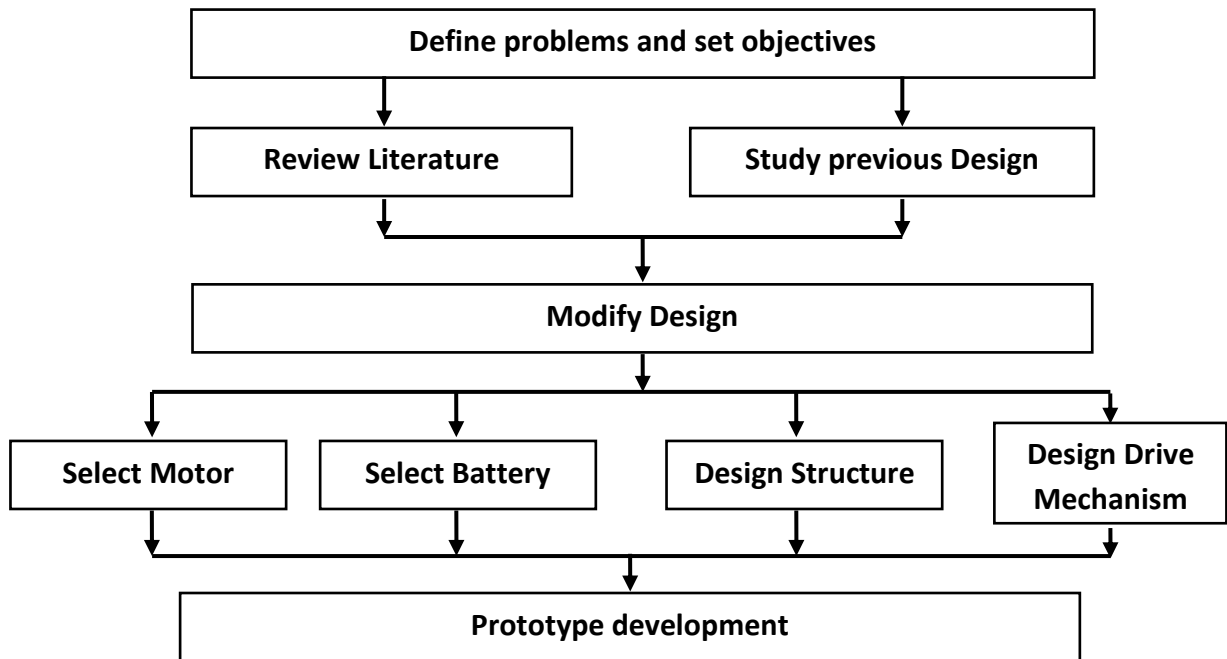 Define problems and set objectives
Review Literature
Study previous Design
Modify Design
Select Motor
Select Battery
Design Structure
Design Drive
Mechanism
Prototype development